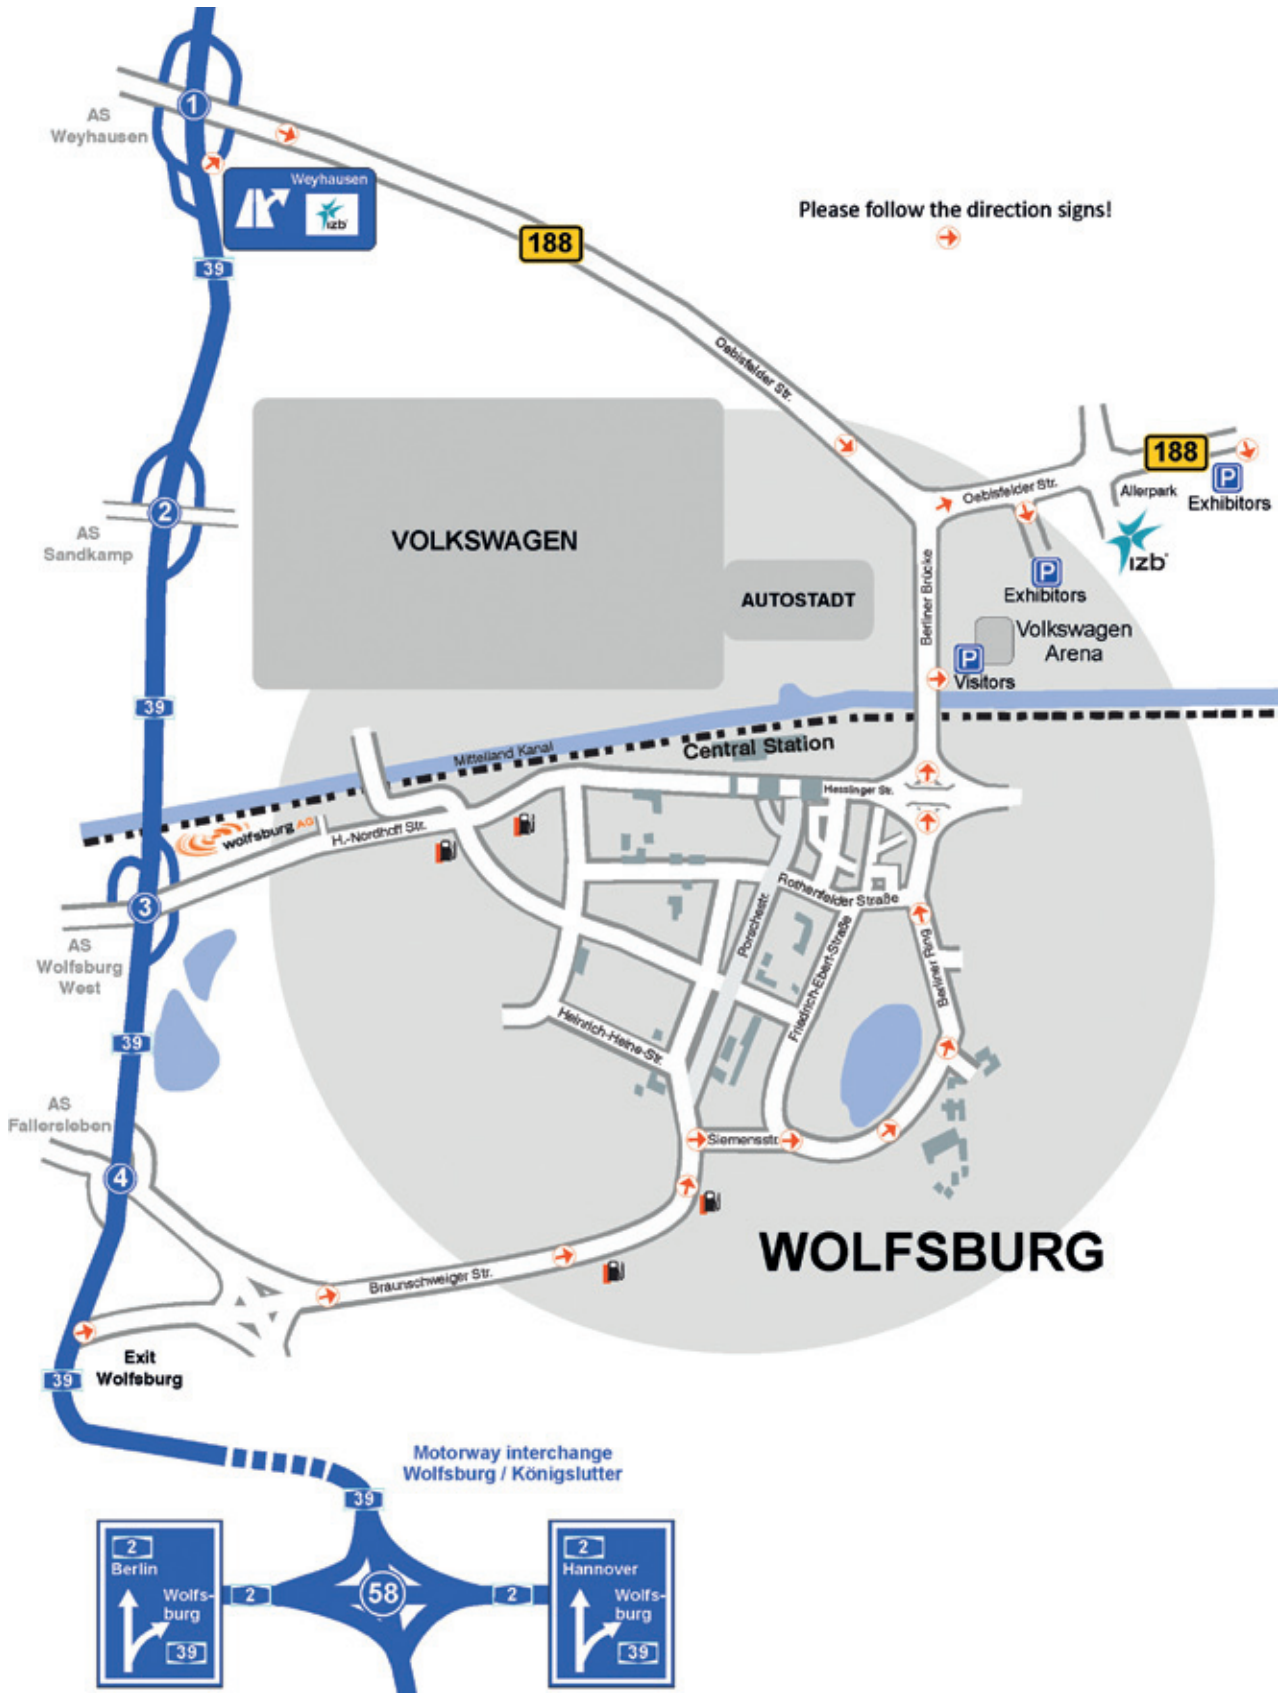 1
AS
Weyhausen
Weyhausen
izb
39
188
Please follow the direction signs!
Oebisfelder Str.
188
Oebisfelder Str.
Allerpark
P
Exhibitors
izb
2
AS
Sandkamp
VOLKSWAGEN
AUTOSTADT
Berliner Brücke
P
Exhibitors
Volkswagen
Arena
P
Visitors
39
Mittelland Kanal
Central Station
Hesslinger Str.
wolfsburg AG
H.-Nordhoff Str.
Rothenfelder Straße
3
AS
Wolfsburg
West
Porschestr.
Friedrich-Ebert-Straße
Berliner Ring
39
Heinrich-Heine-Str.
AS
Fallersleben
Siemensstr.
4
WOLFSBURG
Braunschweiger Str.
Exit
Wolfsburg
39
Motorway interchange
Wolfsburg / Königslutter
39
2
Berlin
Wolfs-
burg
39
2
58
2
2
Hannover
Wolfs-
burg
39